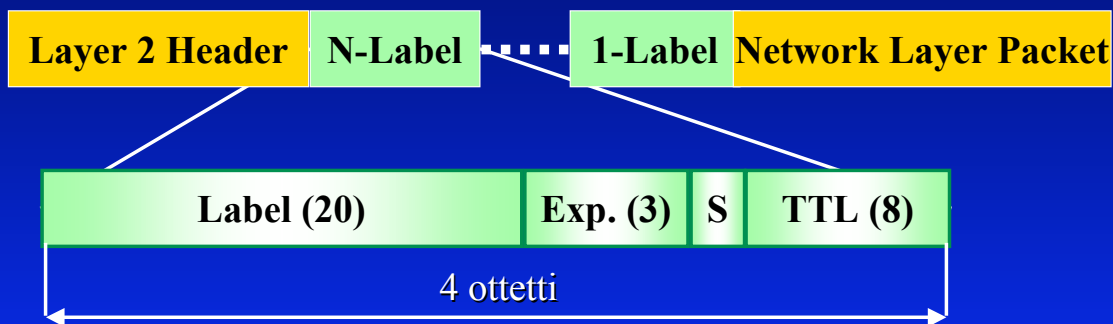 Layer 2 Header N-Label 1-Label Network Layer Packet
Label (20) Exp. (3) S TTL (8)
4 ottetti